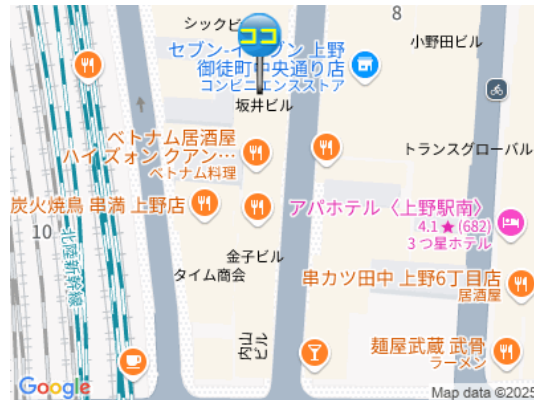 シックビ
8
ココ
小野田ビル
セブン-イレブン 上野
御徒町中央通り店
コンビニエンスストア
坂井ビル
ベトナム居酒屋
ハイ ズォン クアン…
ベトナム料理
トランスグローバル
炭火焼鳥 串満 上野店
アパホテル〈上野駅南〉
4.1★(682)
3 つ星ホテル
10
北陸新幹線
金子ビル
タイム商会
串カツ田中 上野6丁目店
居酒屋
内山
ビル
麺屋武蔵 武骨
ラーメン
Google
Map data ©2025